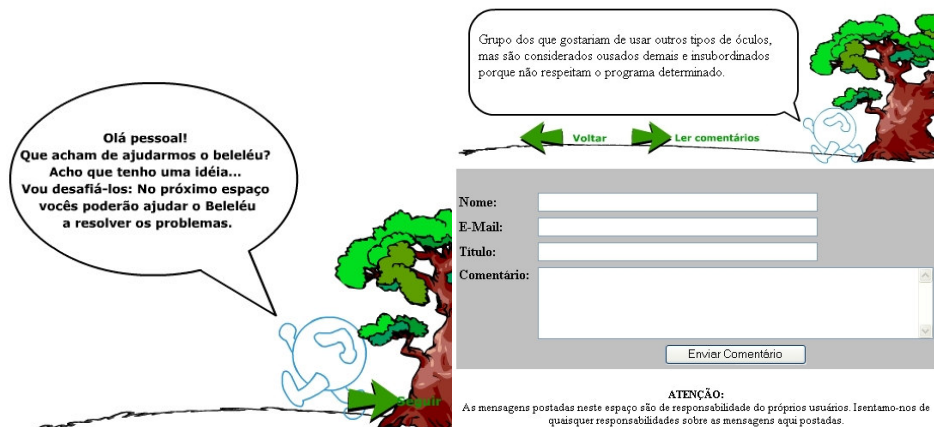 Olá pessoal!
Que acham de ajudarmos o beleléu?
Acho que tenho uma idéia...
Vou desafiá-los: No próximo espaço
vocês poderão ajudar o Beleléu
a resolver os problemas.
Seguir
Grupo dos que gostariam de usar outros tipos de óculos,
mas são considerados ousados demais e insubordinados
porque não respeitam o programa determinado.
Voltar
Ler comentários
Nome:
E-Mail:
Título:
Comentário:
Enviar Comentário
ATENÇÃO:
As mensagens postadas neste espaço são de responsabilidade do próprios usuários. Isentamo-nos de
quaisquer responsabilidades sobre as mensagens aqui postadas.